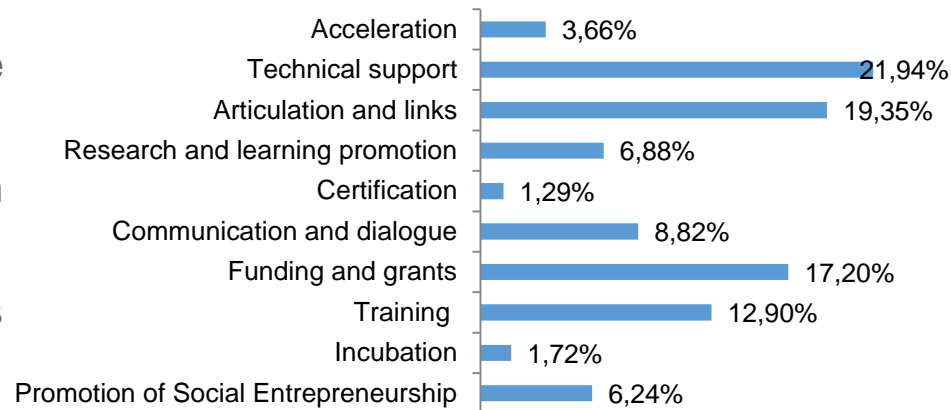 Acceleration 3,66%
Technical support 21,94%
Articulation and links 19,35%
Research and learning promotion 6,88%
Certification 1,29%
Communication and dialogue 8,82%
Funding and grants 17,20%
Training 12,90%
Incubation 1,72%
Promotion of Social Entrepreneurship 6,24%